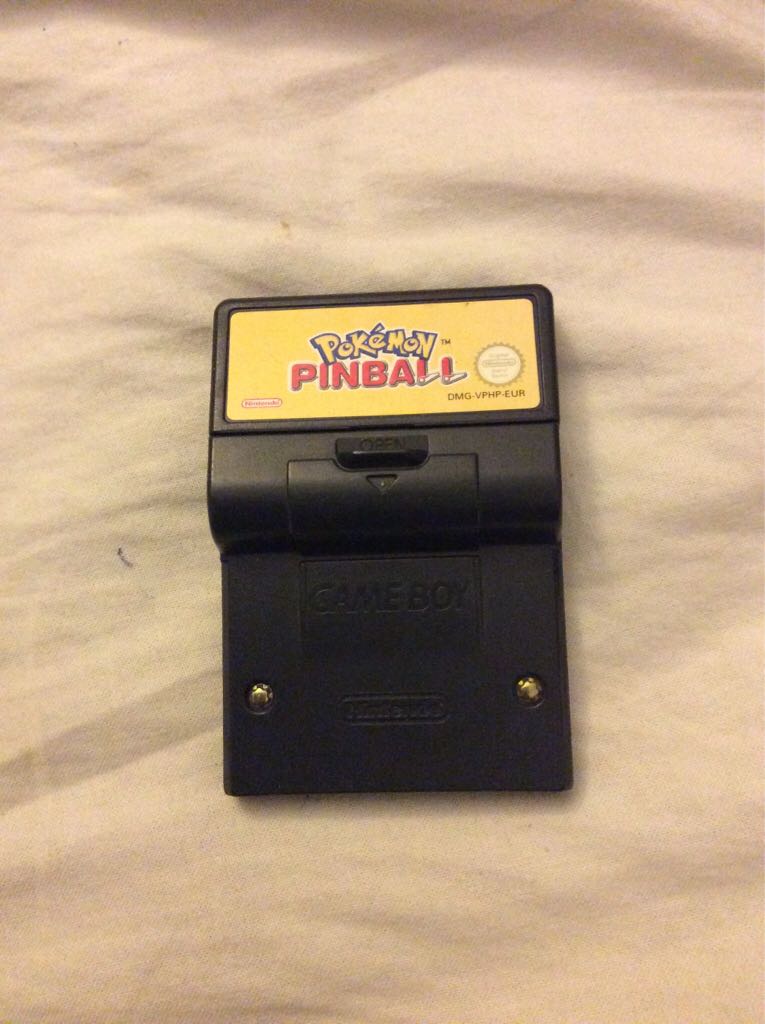 POKéMON™
PINBALL
Nintendo
DMG-VPHP-EUR
OPEN
GAME BOY
Nintendo